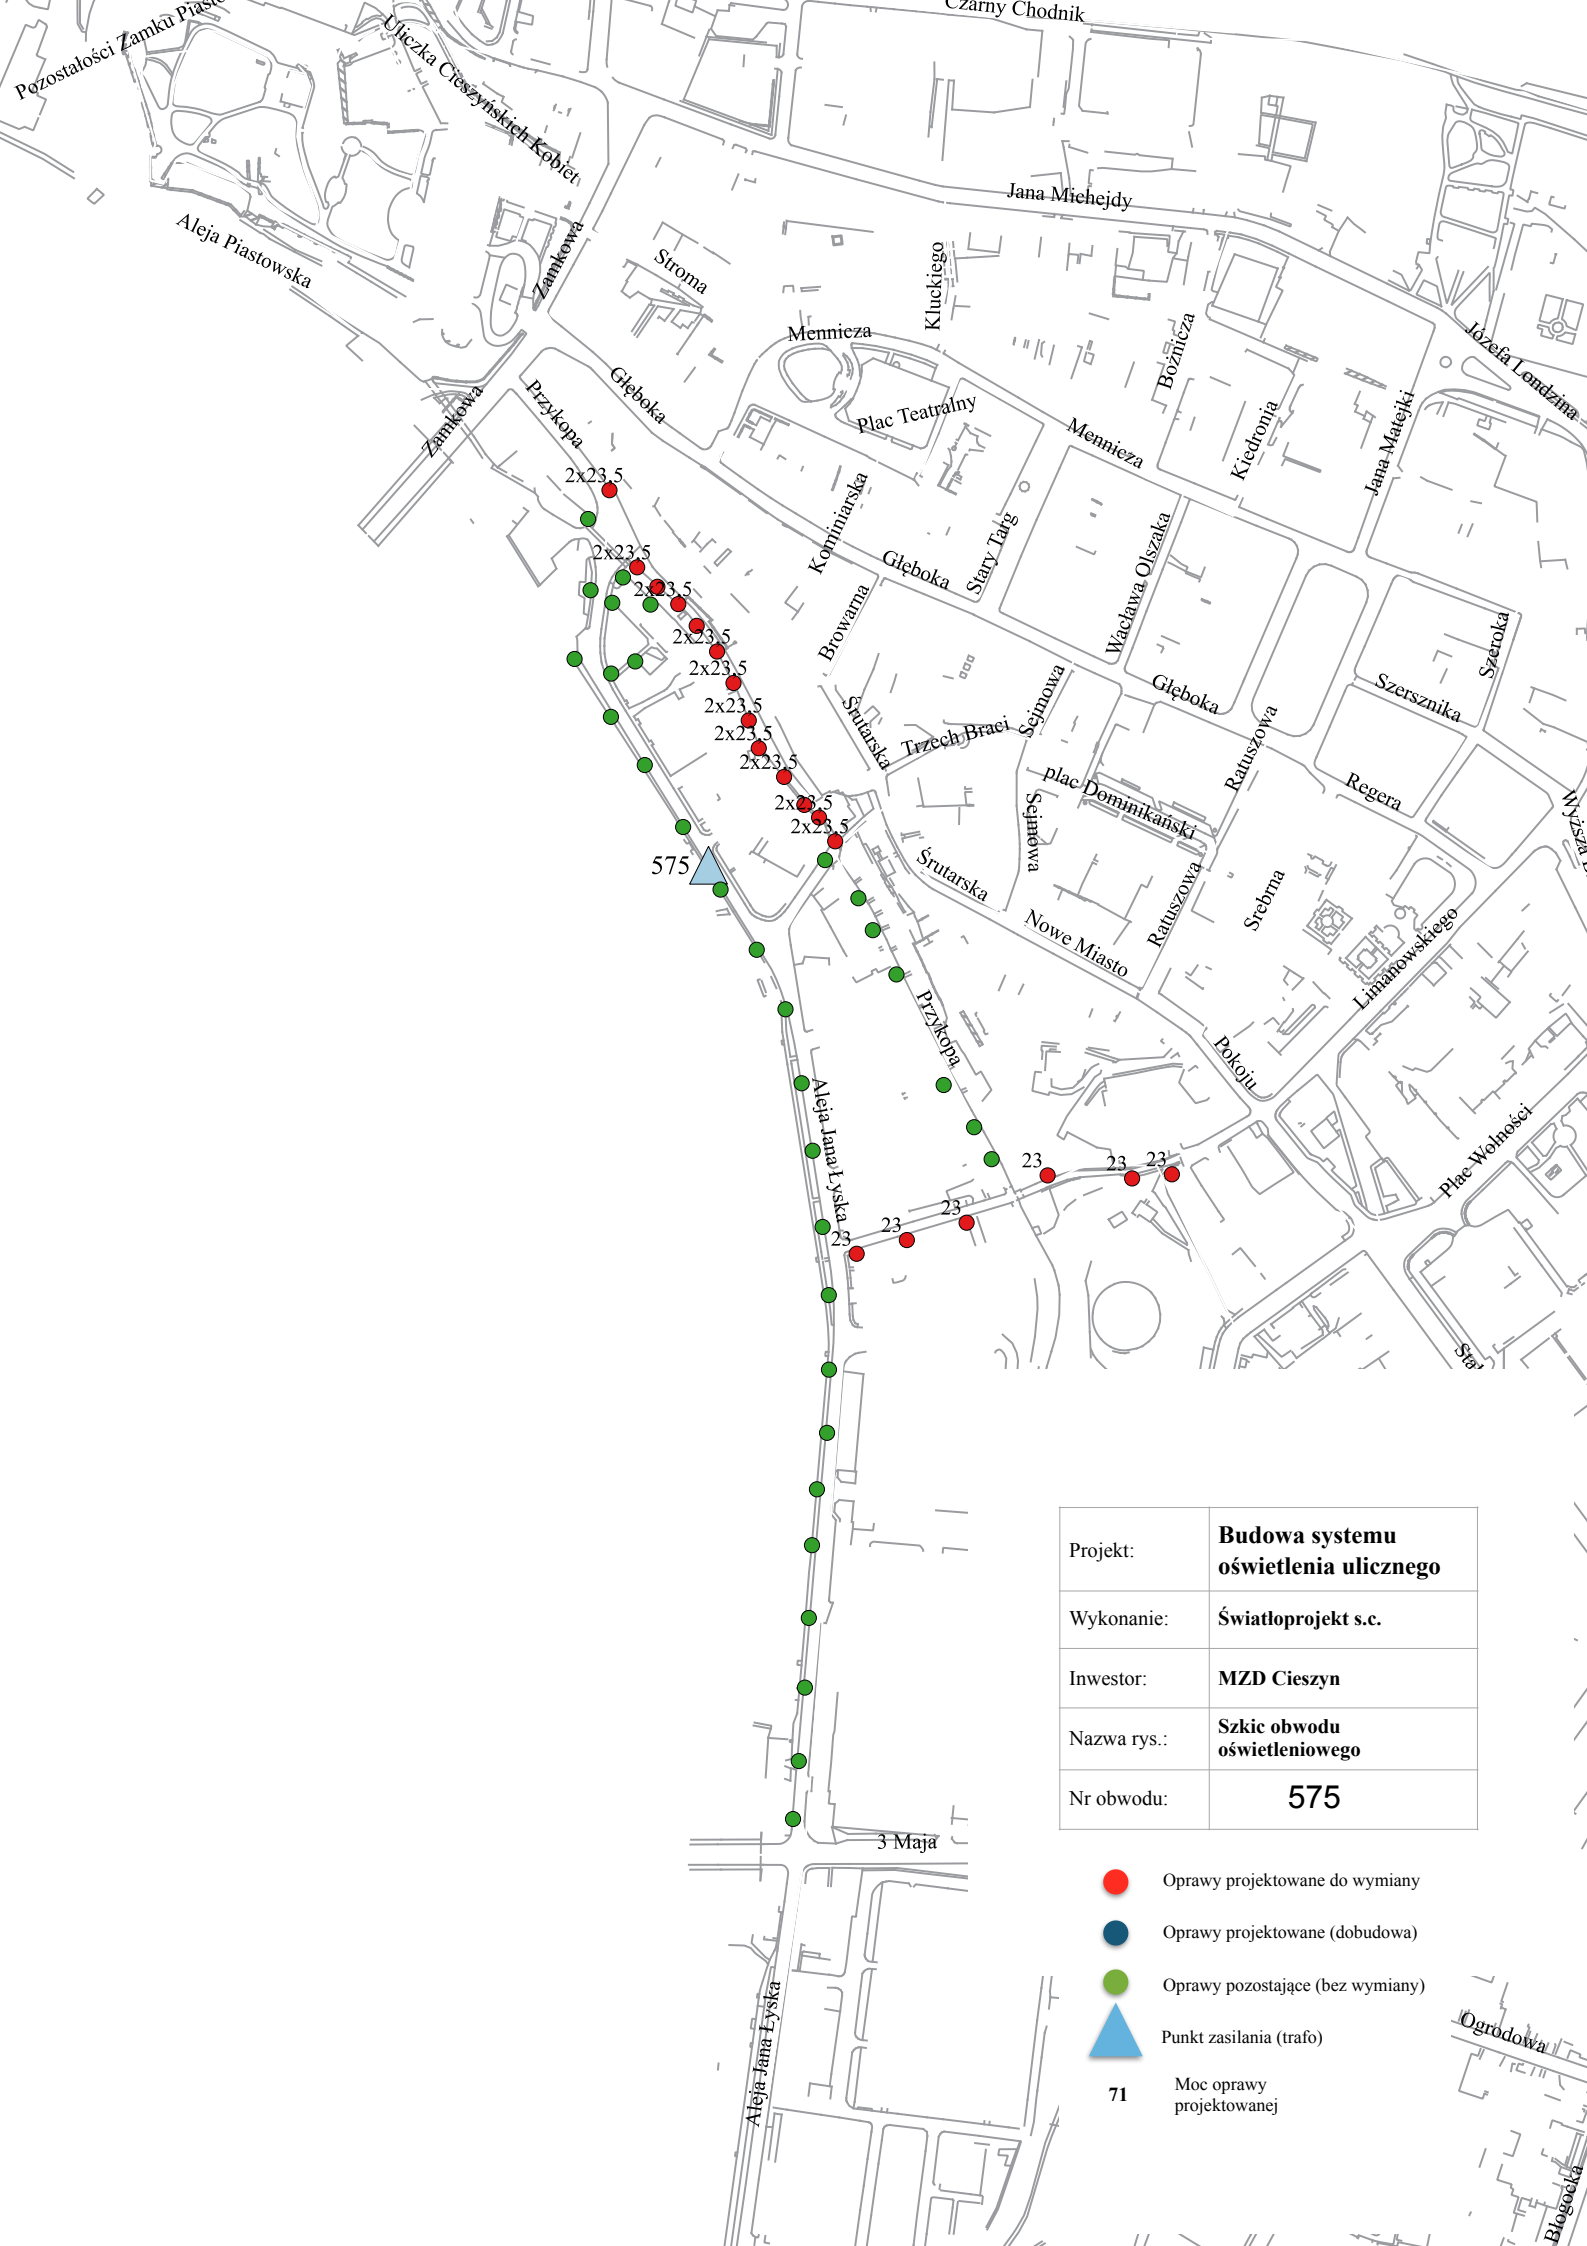 Czarny Chodnik
Pozostałości Zamku
Uliczka Cieszyńskich Kobiet
Jana Michejdy
Aleja Piastowska
Zamkowa
Stroma
Kluckiego
Mennicza
Bożnicza
Józefa Londzina
Przykopa
Głęboka
Zamkowa
Plac Teatralny
Mennicza
Kiedronia
Jana Matejki
2x23,5
Kominiarska
Głęboka
Stary Targ
Wacława Olszaka
2x23,5
2x23,5
Browarna
Szeroka
2x23,5
2x23,5
Sejmowa
Głęboka
Szersznika
2x23,5
Śrutarska
Trzech Braci
Ratuszowa
2x23,5
2x23,5
plac Dominikański
Regera
Wyższa
2x23,5
Sejmowa
2x23,5
575
Śrutarska
Ratuszowa
Srebrna
Nowe Miasto
Limanowskiego
Przykopa
Pokoju
Aleja Jana Łyska
Plac Wolności
23
23
23
23
23
23
Projekt:
Budowa systemu
oświetlenia ulicznego
Wykonanie:
Światłoprojekt s.c.
Inwestor:
MZD Cieszyn
Nazwa rys.:
Szkic obwodu
oświetleniowego
Nr obwodu:
575
3 Maja
Oprawy projektowane do wymiany
Oprawy projektowane (dobudowa)
Oprawy pozostające (bez wymiany)
Aleja Jana Łyska
Ogrodowa
Punkt zasilania (trafo)
71
Moc oprawy
projektowanej
Błogocka